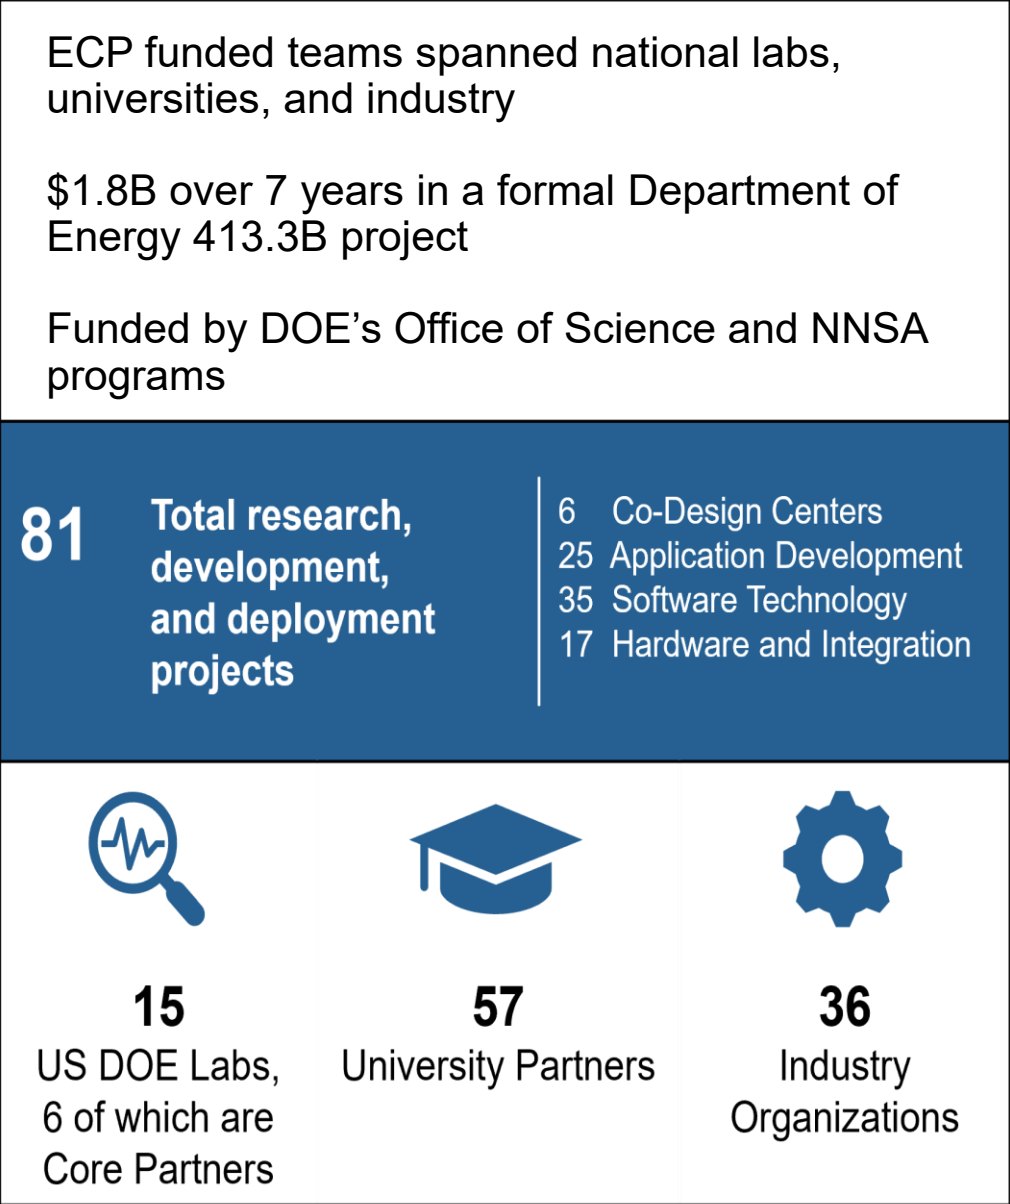 ECP funded teams spanned national labs,
universities, and industry
$1.8B over 7 years in a formal Department of
Energy 413.3B project
Funded by DOE’s Office of Science and NNSA
programs
81
Total research,
development,
and deployment
projects
6 Co-Design Centers
25 Application Development
35 Software Technology
17 Hardware and Integration
15
US DOE Labs,
6 of which are
Core Partners
57
University Partners
36
Industry
Organizations